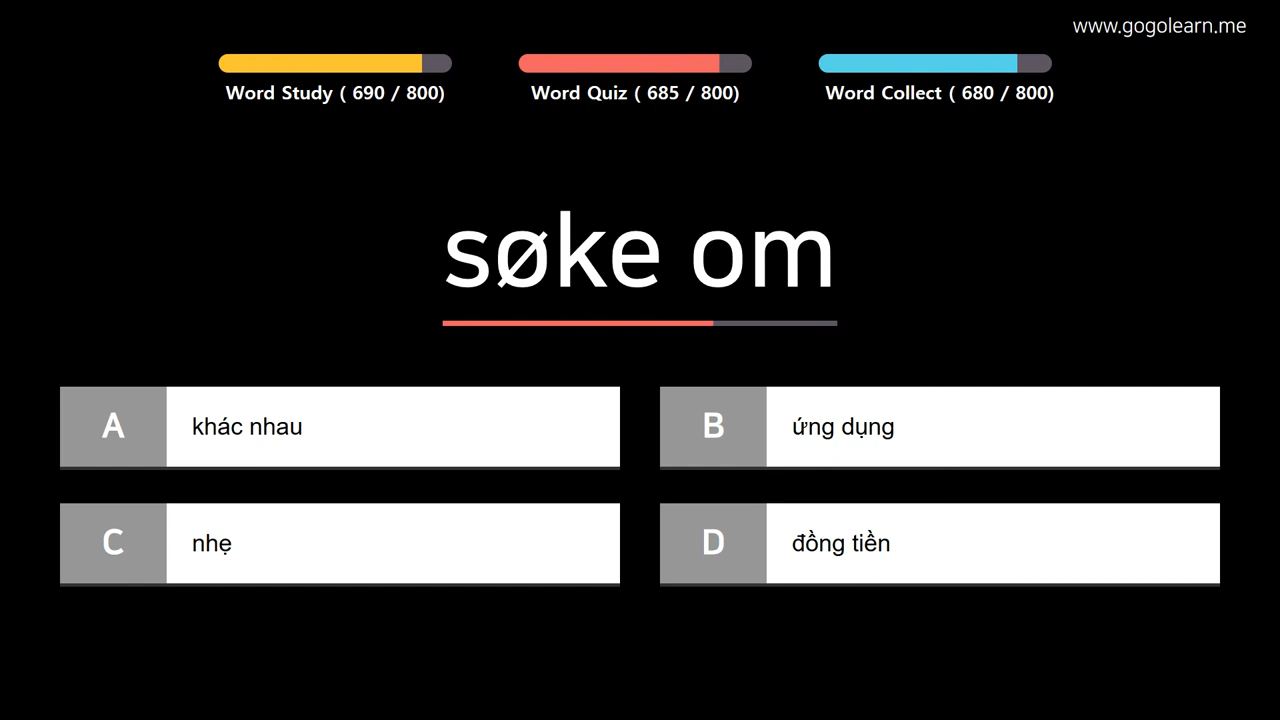 www.gogolearn.me
Word Study ( 690 / 800)
Word Quiz ( 685 / 800)
Word Collect ( 680 / 800)
søke om
A
khác nhau
B
ứng dụng
C
nhẹ
D
đồng tiền